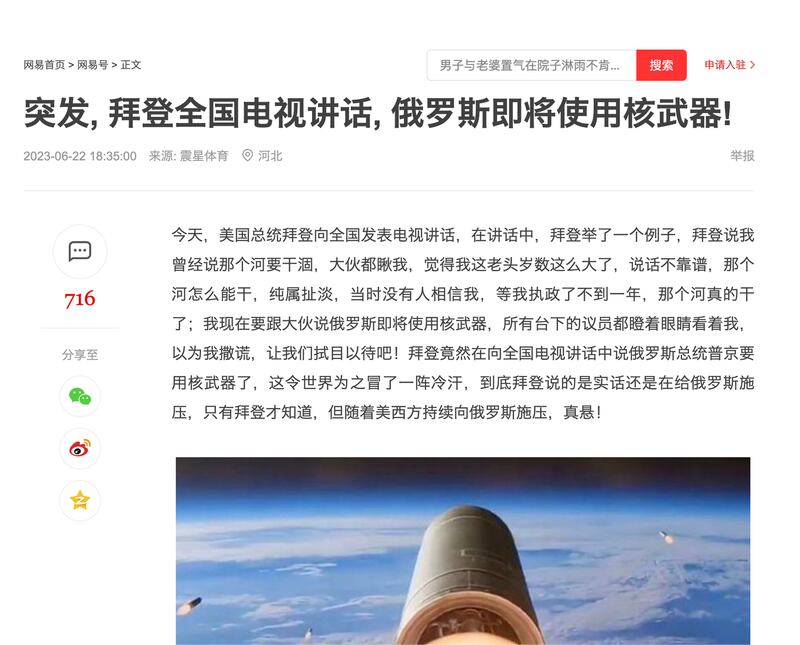 网易首页 > 网易号 > 正文
男子与老婆置气在院子淋雨不肯...
搜索
申请入驻 >
突发, 拜登全国电视讲话, 俄罗斯即将使用核武器!
2023-06-22 18:35:00 来源: 震星体育 河北
举报
716
分享至
今天，美国总统拜登向全国发表电视讲话，在讲话中，拜登举了一个例子，拜登说我
曾经说那个河要干涸，大伙都瞅我，觉得我这老头岁数这么大了，说话不靠谱，那个
河怎么能干，纯属扯淡，当时没有人相信我，等我执政了不到一年，那个河真的干
了；我现在要跟大伙说俄罗斯即将使用核武器，所有台下的议员都瞪着眼睛看着我，
以为我撒谎，让我们拭目以待吧！拜登竟然在向全国电视讲话中说俄罗斯总统普京要
用核武器了，这令世界为之冒了一阵冷汗，到底拜登说的是实话还是在给俄罗斯施
压，只有拜登才知道，但随着美西方持续向俄罗斯施压，真悬！